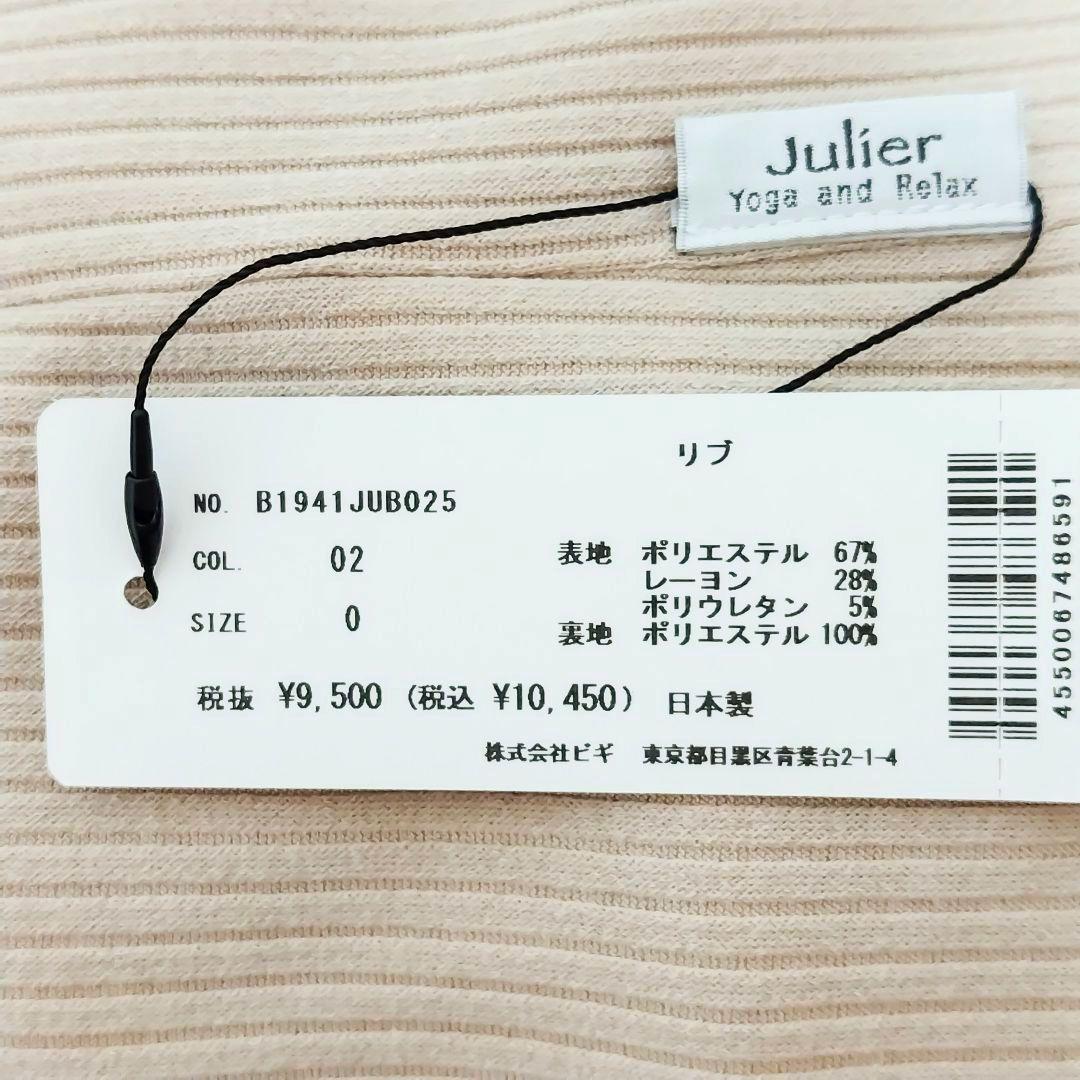 Julier
Yoga and Relax
リブ
NO. B1941JUB025
COL. 02
SIZE 0
表地 ポリエステル 67%
レーヨン 28%
ポリウレタン 5%
裏地 ポリエステル 100%
税抜 ¥9,500 (税込 ¥10,450) 日本製
株式会社ビギ 東京都目黒区青葉台2-1-4
4550067486591